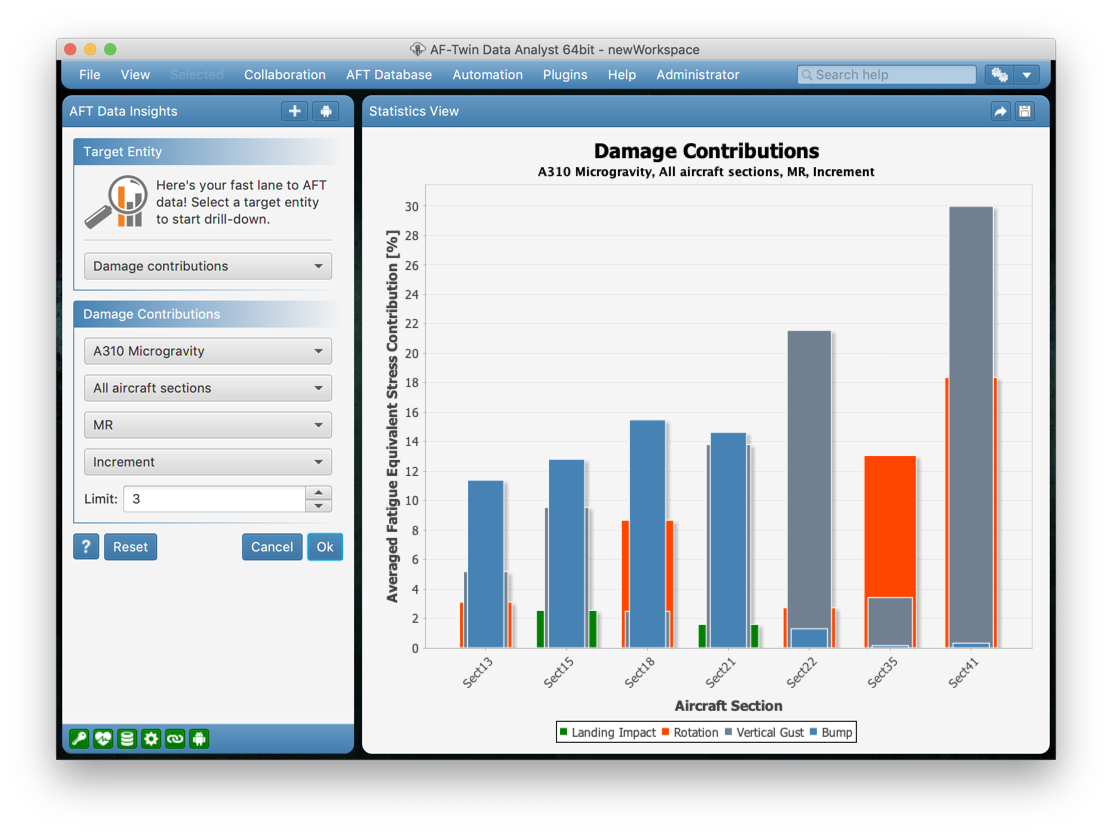 AF-Twin Data Analyst 64bit - newWorkspace
File View Selected Collaboration AFT Database Automation Plugins Help Administrator Search help
AFT Data Insights
Target Entity
Here's your fast lane to AFT
data! Select a target entity
to start drill-down.
Damage contributions
Damage Contributions
A310 Microgravity
All aircraft sections
MR
Increment
Limit: 3
? Reset Cancel Ok
Statistics View
Damage Contributions
A310 Microgravity, All aircraft sections, MR, Increment
Averaged Fatigue Equivalent Stress Contribution [%]
30
28
26
24
22
20
18
16
14
12
10
8
6
4
2
0
Sect13 Sect15 Sect18 Sect21 Sect22 Sect35 Sect41
Aircraft Section
Landing Impact Rotation Vertical Gust Bump